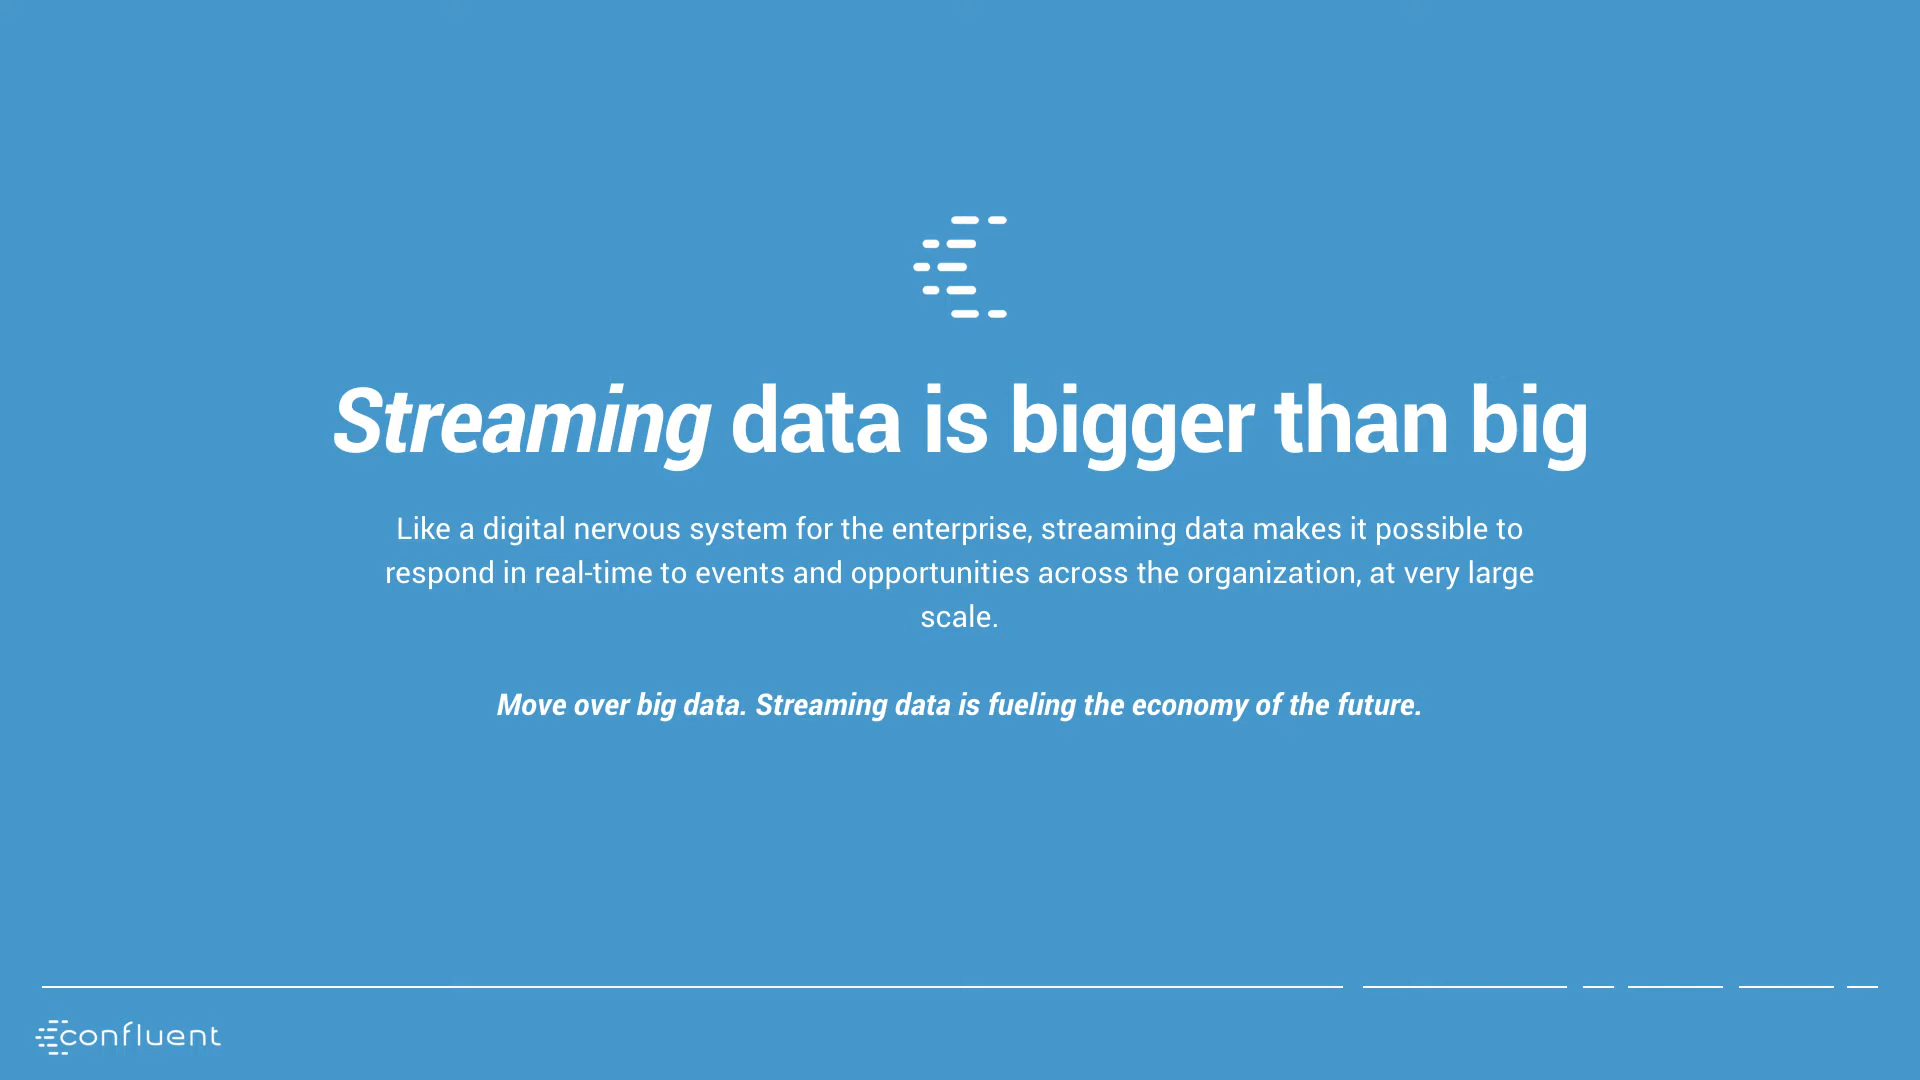 Streaming data is bigger than big
Like a digital nervous system for the enterprise, streaming data makes it possible to
respond in real-time to events and opportunities across the organization, at very large
scale.
Move over big data. Streaming data is fueling the economy of the future.
confluent